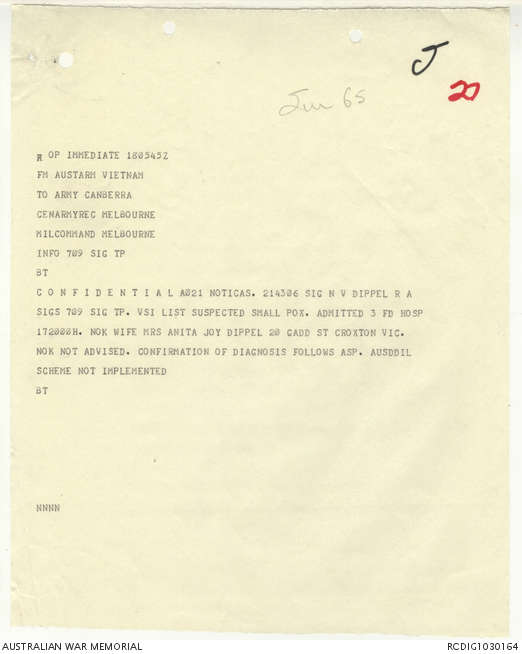 J
20
Jun 65
R OP IMMEDIATE 180545Z
FM AUSTARM VIETNAM
TO ARMY CANBERRA
CENARMYREC MELBOURNE
MILCOMMAND MELBOURNE
INFO 709 SIG TP
BT
C O N F I D E N T I A L A021 NOTICAS. 214306 SIG N V DIPPEL R A
SIGS 709 SIG TP. VSI LIST SUSPECTED SMALL POX. ADMITTED 3 FD HOSP
172000H. NOK WIFE MRS ANITA JOY DIPPEL 20 GADD ST CROXTON VIC.
NOK NOT ADVISED. CONFIRMATION OF DIAGNOSIS FOLLOWS ASP. AUSDDIL
SCHEME NOT IMPLEMENTED
BT
NNNN
AUSTRALIAN WAR MEMORIAL RCDIG1030164